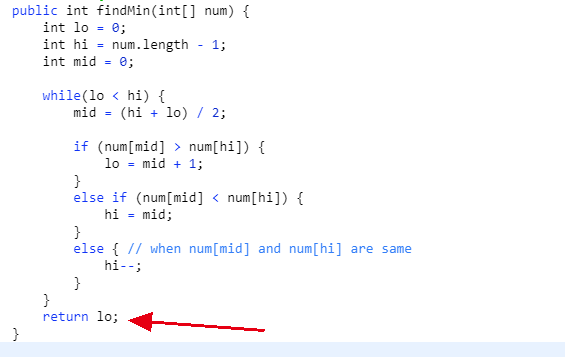 public int findMin(int[] num) {
    int lo = 0;
    int hi = num.length - 1;
    int mid = 0;

    while(lo < hi) {
        mid = (hi + lo) / 2;

        if (num[mid] > num[hi]) {
            lo = mid + 1;
        }
        else if (num[mid] < num[hi]) {
            hi = mid;
        }
        else { // when num[mid] and num[hi] are same
            hi--;
        }
    }
    return lo;
}